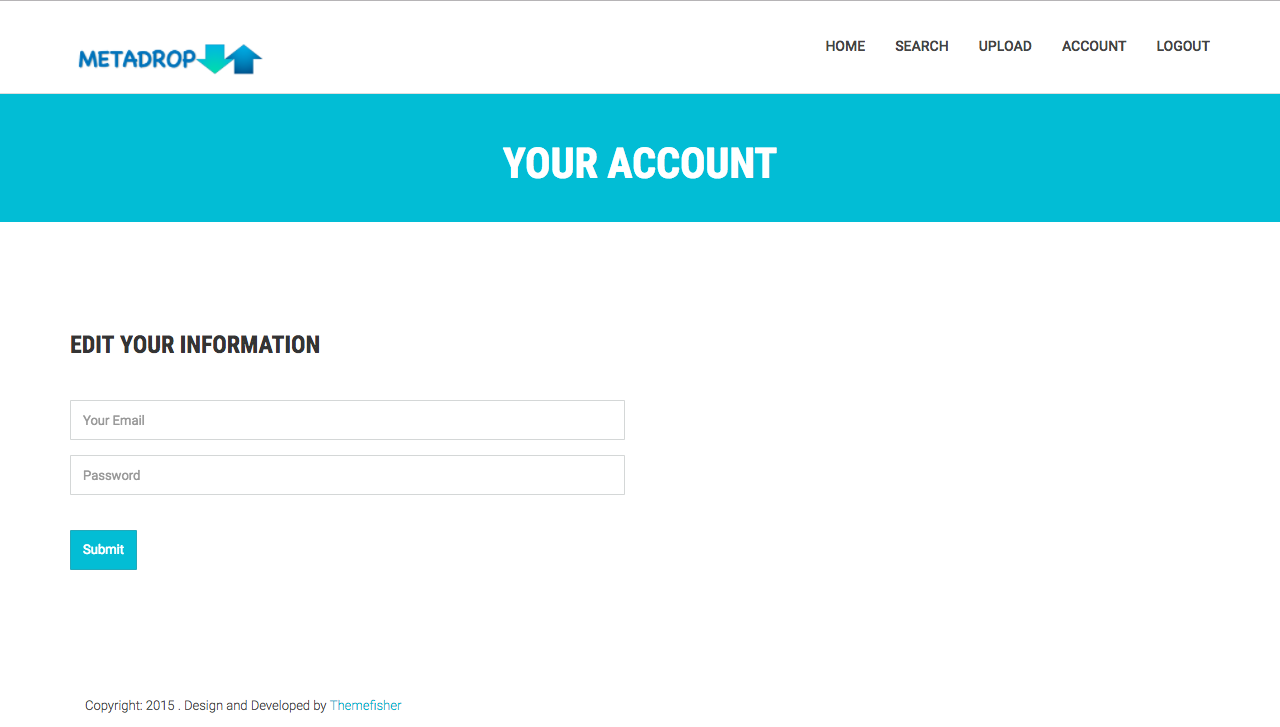 METADROP
HOME SEARCH UPLOAD ACCOUNT LOGOUT
YOUR ACCOUNT
EDIT YOUR INFORMATION
Your Email
Password
Submit
Copyright: 2015 . Design and Developed by Themefisher